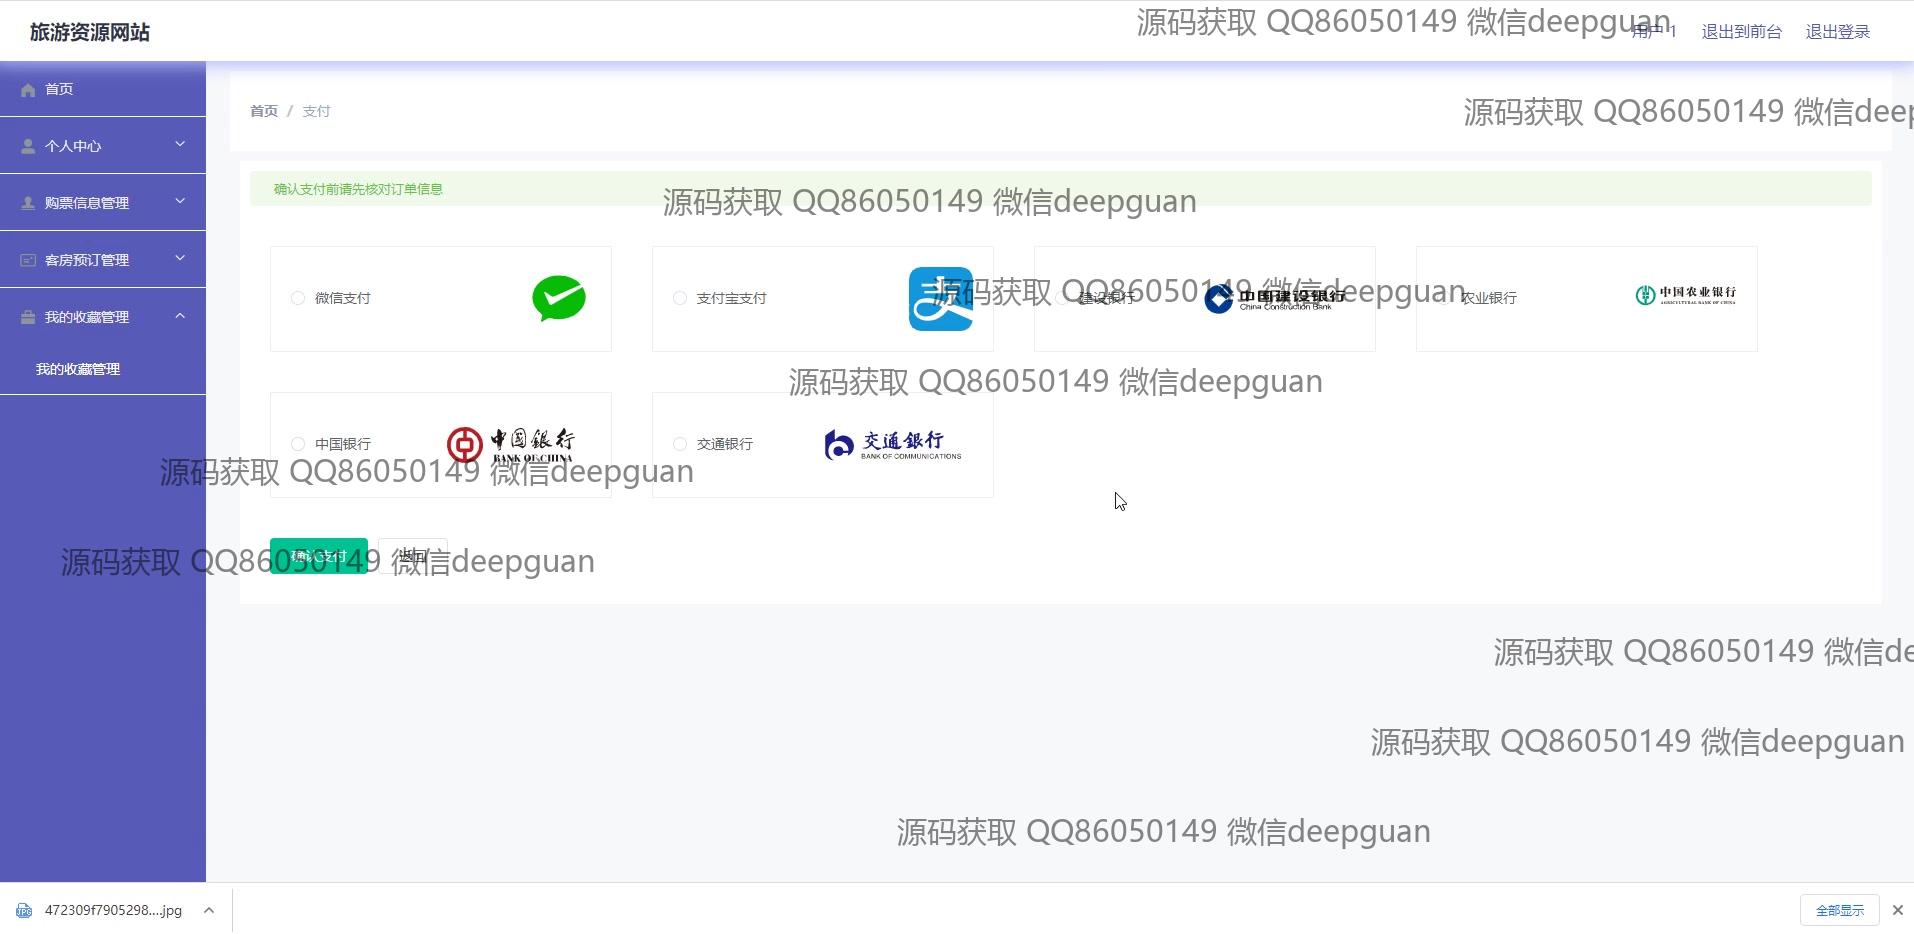 旅游资源网站
源码获取 QQ86050149 微信deepguan
用户 1 退出到前台 退出登录
首页
个人中心
购票信息管理
客房预订管理
我的收藏管理
我的收藏管理
首页 / 支付
源码获取 QQ86050149 微信deep
确认支付前请先核对订单信息
源码获取 QQ86050149 微信deepguan
微信支付
支付宝支付
支
建设银行
中国建设银行
China Construction Bank
农业银行
中国农业银行
AGRICULTURAL BANK OF CHINA
源码获取 QQ86050149 微信deepguan
源码获取 QQ86050149 微信deepguan
中国银行
中国銀行
BANK OF CHINA
交通银行
交通銀行
BANK OF COMMUNICATIONS
源码获取 QQ86050149 微信deepguan
确认支付 返回
源码获取 QQ86050149 微信deepguan
源码获取 QQ86050149 微信de
源码获取 QQ86050149 微信deepguan
源码获取 QQ86050149 微信deepguan
472309f7905298....jpg
全部显示